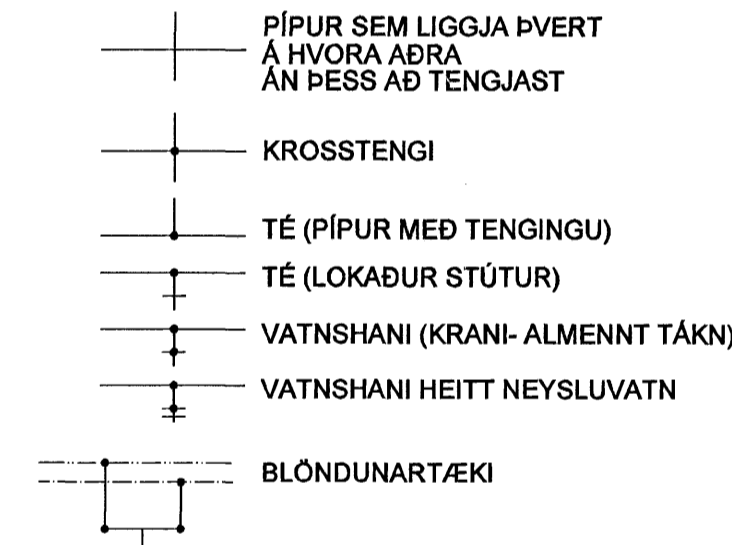 PÍPUR SEM LIGGJA ÞVERT
Á HVORA AÐRA
ÁN ÞESS AÐ TENGJAST
KROSSTENGI
TÉ (PÍPUR MEÐ TENGINGU)
TÉ (LOKAÐUR STÚTUR)
VATNSHANI (KRANI- ALMENNT TÁKN)
VATNSHANI HEITT NEYSLUVATN
BLÖNDUNARTÆKI